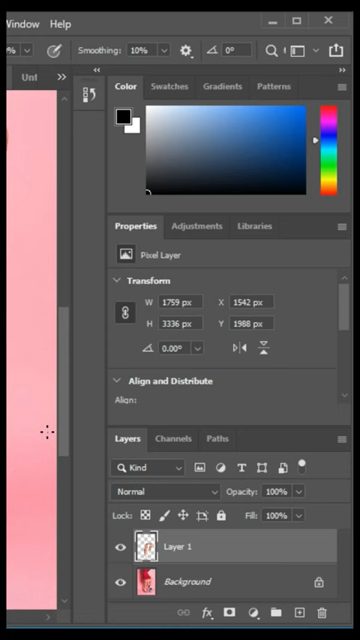 Window Help
Smoothing: 10% 0°
Unt
Color Swatches Gradients Patterns
Properties Adjustments Libraries
Pixel Layer
Transform
W 1759 px X 1542 px
H 3336 px Y 1988 px
0.00°
Align and Distribute
Align:
Layers Channels Paths
Kind
Normal Opacity: 100%
Lock: Fill: 100%
Layer 1
Background
fx